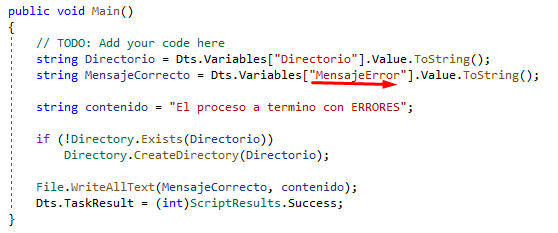 public void Main()
{
// TODO: Add your code here
string Directorio = Dts.Variables["Directorio"].Value.ToString();
string MensajeCorrecto = Dts.Variables["MensajeError"].Value.ToString();
string contenido = "El proceso a termino con ERRORES";
if (!Directory.Exists(Directorio))
Directory.CreateDirectory(Directorio);
File.WriteAllText(MensajeCorrecto, contenido);
Dts.TaskResult = (int)ScriptResults.Success;
}